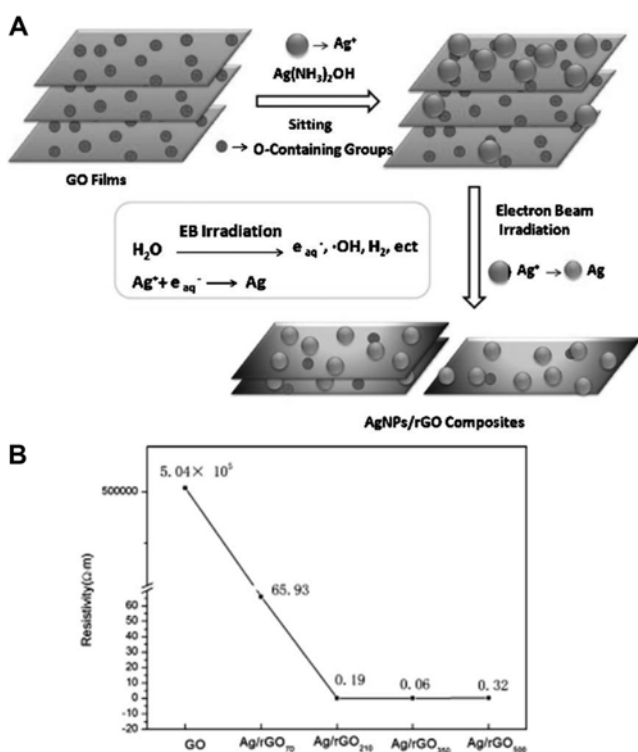 A
→ Ag⁺
Ag(NH₃)₂OH
Sitting
→ O-Containing Groups
GO Films
EB Irradiation
H₂O → e aq⁻, ·OH, H₂, ect
Ag⁺ + e aq⁻ → Ag
Electron Beam
Irradiation
Ag⁺ → Ag
AgNPs/rGO Composites
B
5.04× 10⁵
500000
65.93
60
50
40
30
20
10
0
-10
-20
0.19
0.06
0.32
Resistivity(Ω·m)
GO
Ag/rGO₇₀
Ag/rGO₂₁₀
Ag/rGO₃₅₀
Ag/rGO₅₀₀